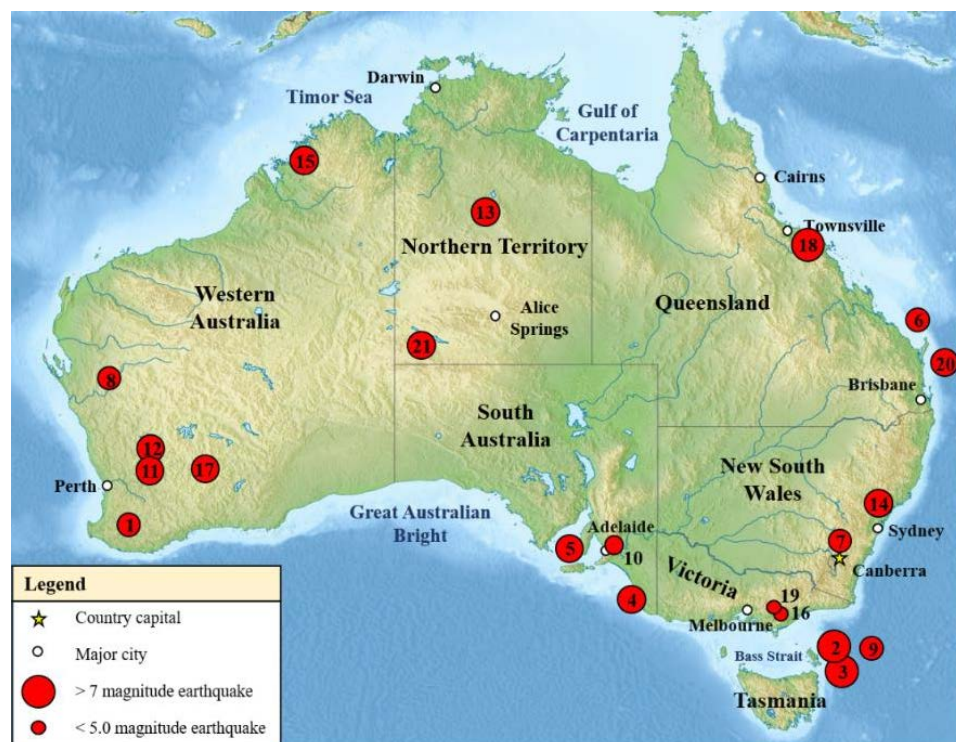 Darwin
Timor Sea
Gulf of
Carpentaria
15
Cairns
13
Townsville
18
Northern Territory
Western
Australia
Queensland
Alice
Springs
6
21
20
8
Brisbane
South
Australia
12
11
17
New South
Wales
Perth
14
Great Australian
Bright
1
Adelaide
Sydney
5
10
7
Canberra
Victoria
4
19
16
Melbourne
Bass Strait
2
9
3
Tasmania
Legend
Country capital
Major city
> 7 magnitude earthquake
< 5.0 magnitude earthquake